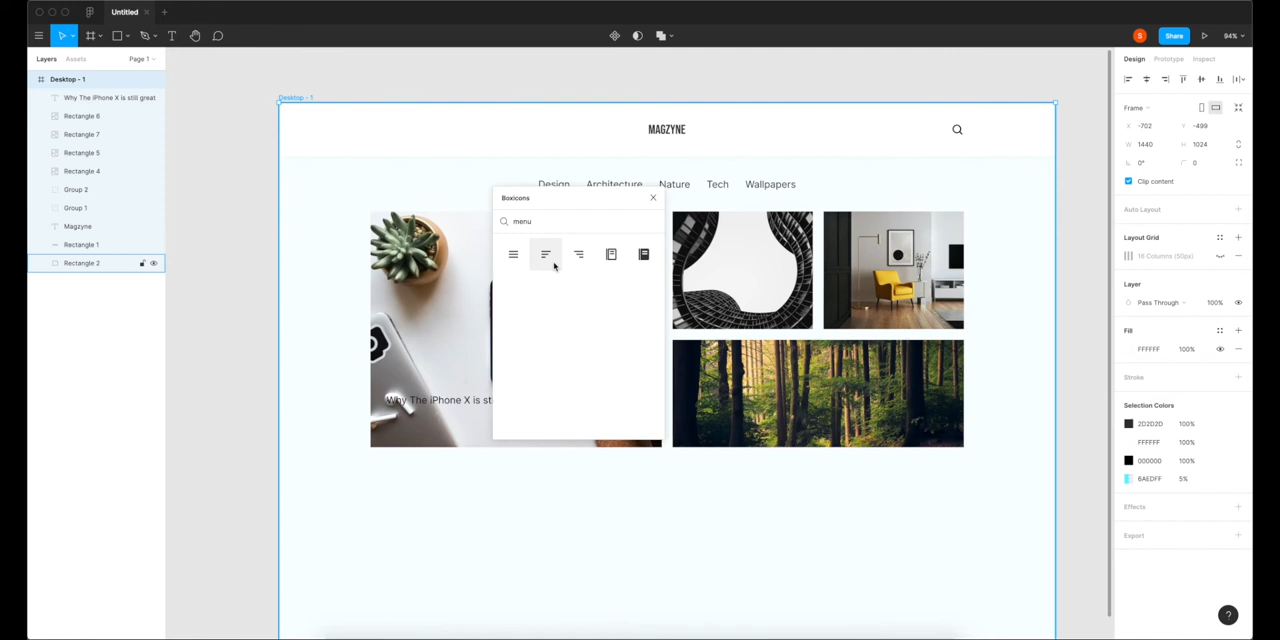 Untitled
S
Share
94%
Layers
Assets
Page 1
Desktop - 1
Why The IPhone X is still great
Rectangle 6
Rectangle 7
Rectangle 5
Rectangle 4
Group 2
Group 1
Magzyne
Rectangle 1
Rectangle 2
Desktop - 1
MAGZYNE
Design Architecture Nature Tech Wallpapers
Boxicons
menu
Why The iPhone X is st
Design
Prototype
Inspect
Frame
X -702 Y -499
W 1440 H 1024
0° 0
Clip content
Auto Layout
Layout Grid
16 Columns (50px)
Layer
Pass Through 100%
Fill
FFFFFF 100%
Stroke
Selection Colors
2D2D2D 100%
FFFFFF 100%
000000 100%
6AEDFF 5%
Effects
Export
?